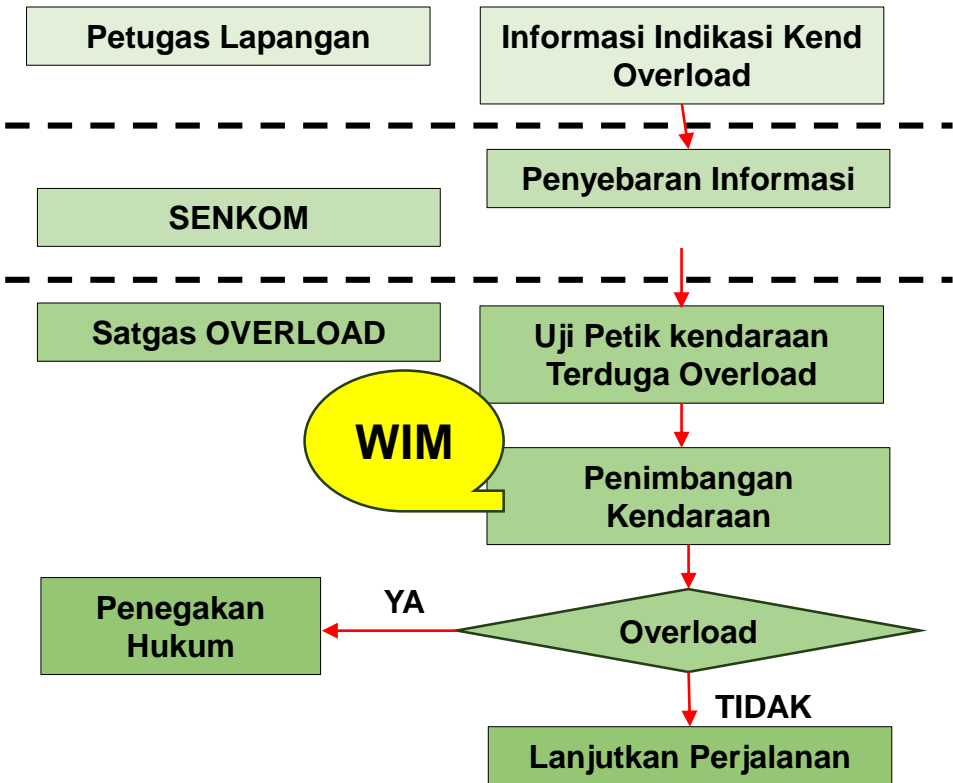 Petugas Lapangan
Informasi Indikasi Kend
Overload
Penyebaran Informasi
SENKOM
Satgas OVERLOAD
Uji Petik kendaraan
Terduga Overload
WIM
Penimbangan
Kendaraan
Penegakan
Hukum
YA
Overload
TIDAK
Lanjutkan Perjalanan